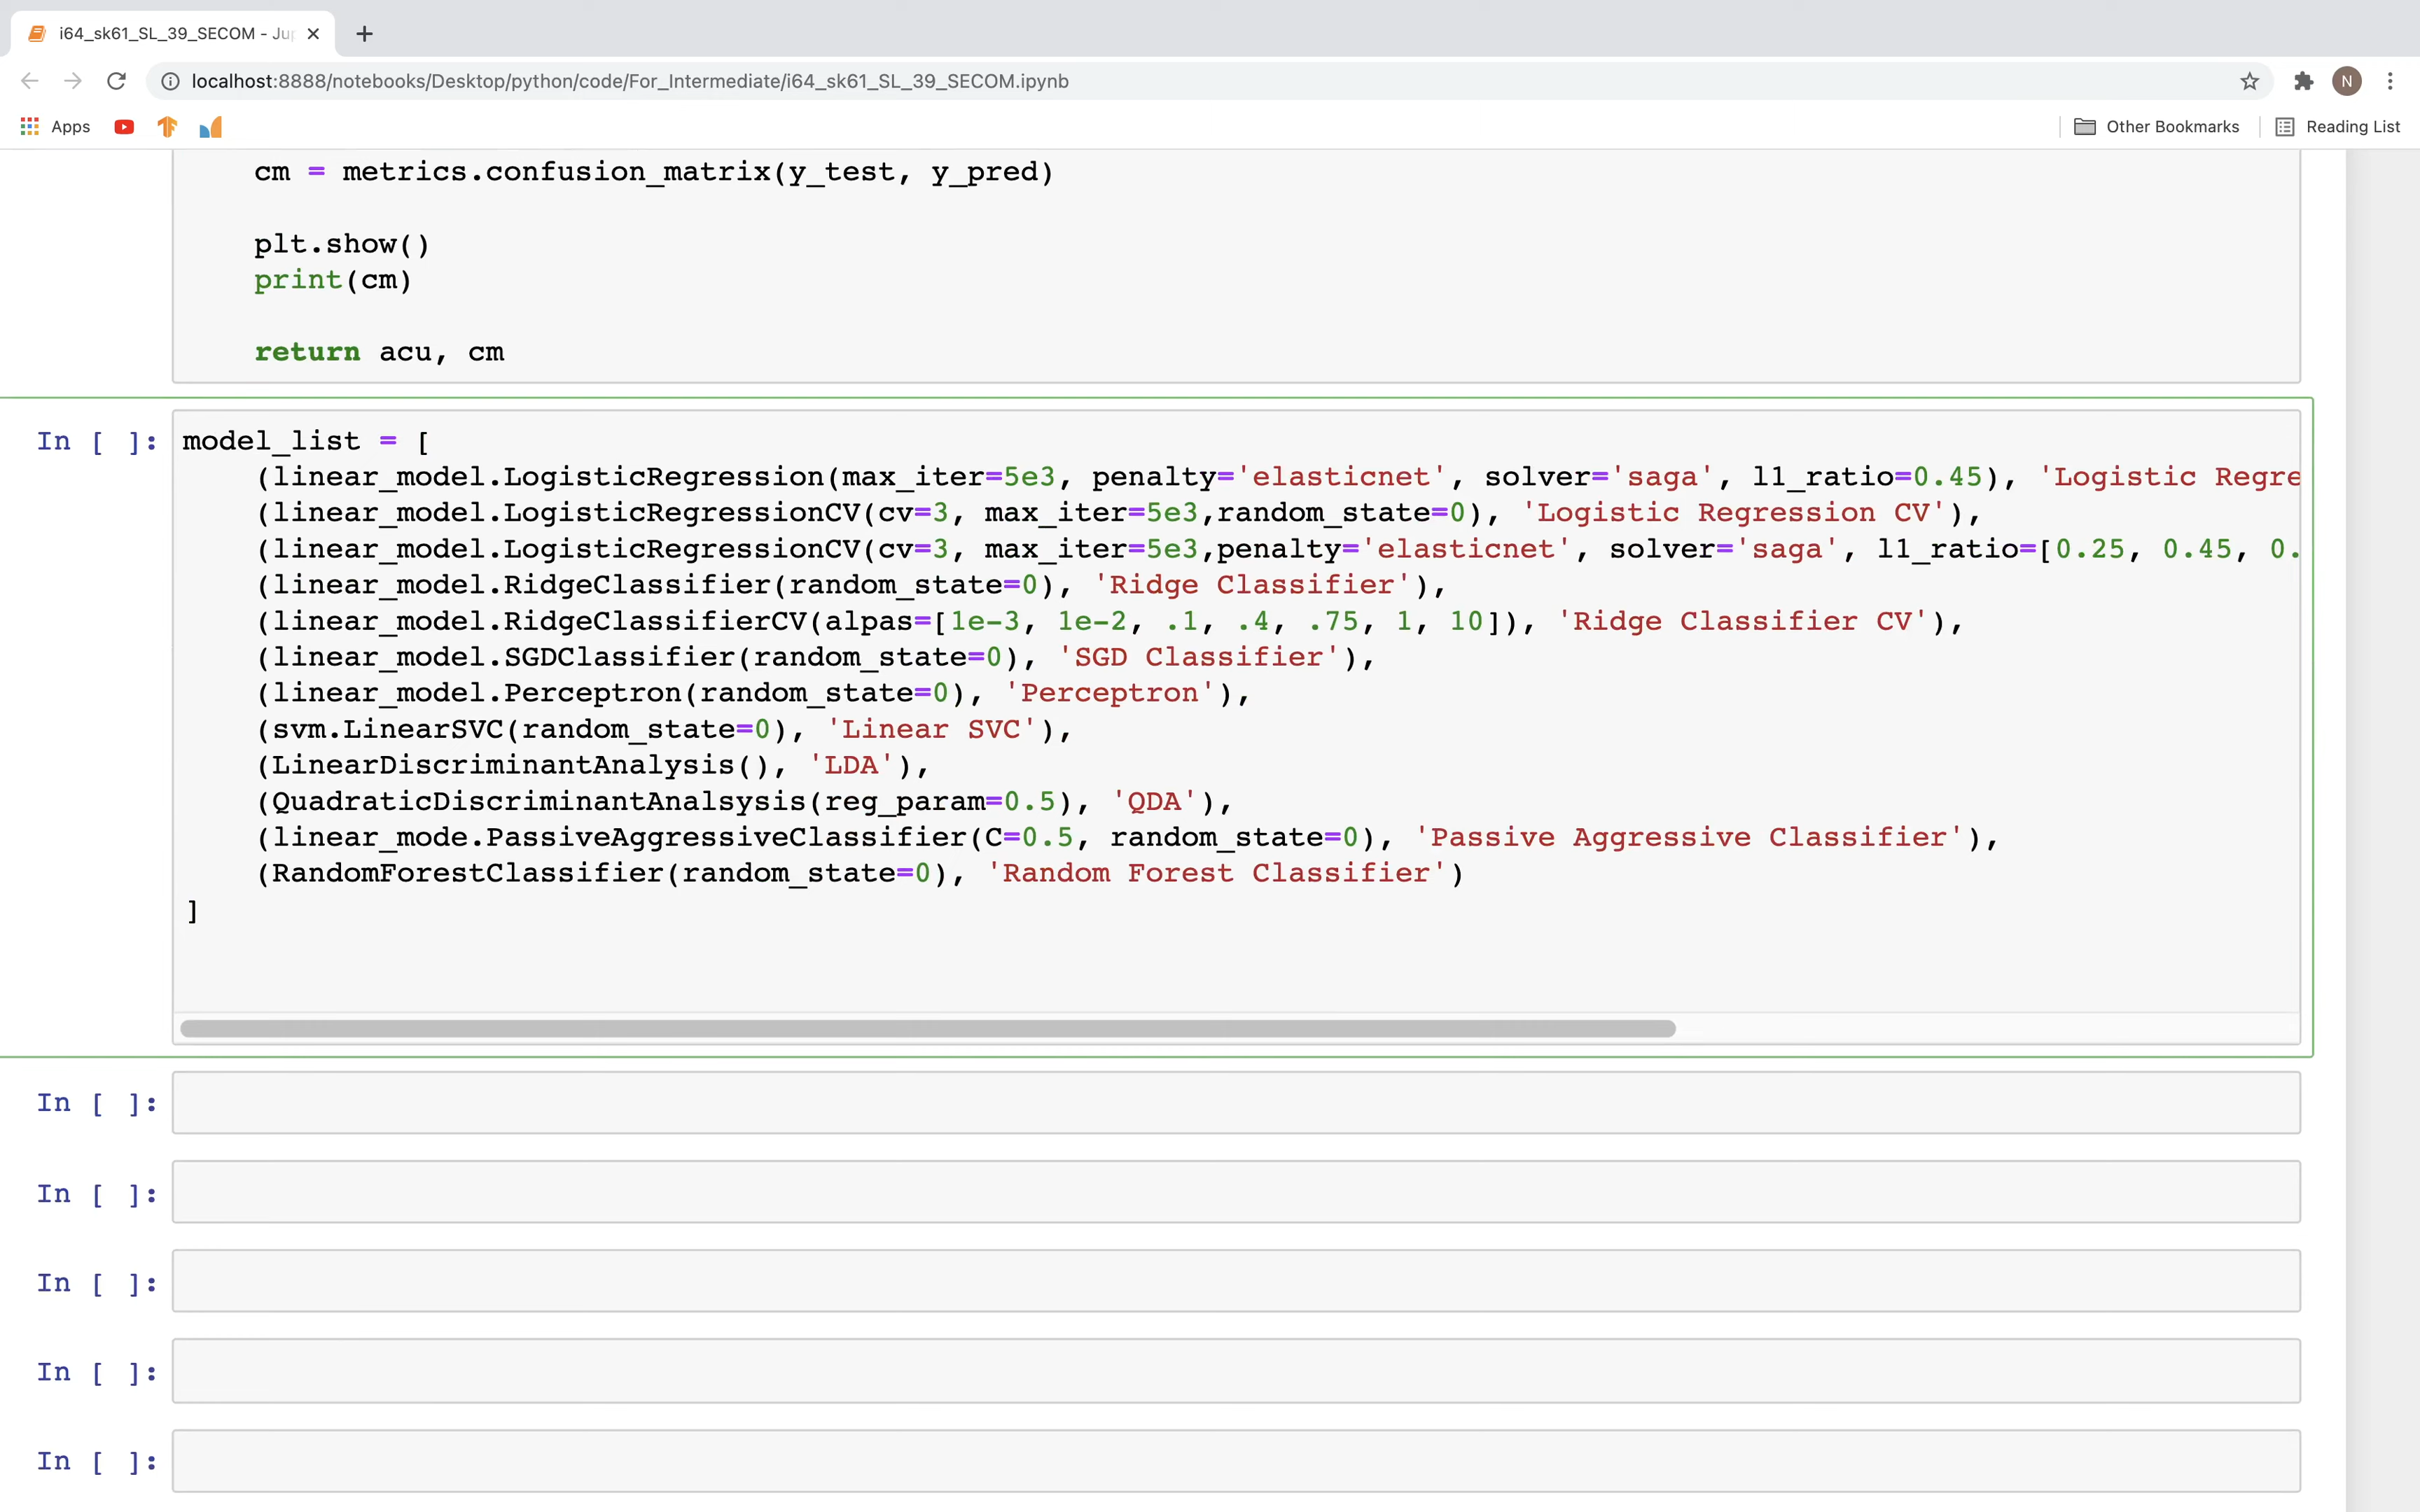 i64_sk61_SL_39_SECOM - Jup
localhost:8888/notebooks/Desktop/python/code/For_Intermediate/i64_sk61_SL_39_SECOM.ipynb
N
Apps
Other Bookmarks
Reading List
cm = metrics.confusion_matrix(y_test, y_pred)
plt.show()
print(cm)
return acu, cm
In [ ]:
model_list = [
(linear_model.LogisticRegression(max_iter=5e3, penalty='elasticnet', solver='saga', l1_ratio=0.45), 'Logistic Regre
(linear_model.LogisticRegressionCV(cv=3, max_iter=5e3,random_state=0), 'Logistic Regression CV'),
(linear_model.LogisticRegressionCV(cv=3, max_iter=5e3,penalty='elasticnet', solver='saga', l1_ratio=[0.25, 0.45, 0.
(linear_model.RidgeClassifier(random_state=0), 'Ridge Classifier'),
(linear_model.RidgeClassifierCV(alpas=[1e-3, 1e-2, .1, .4, .75, 1, 10]), 'Ridge Classifier CV'),
(linear_model.SGDClassifier(random_state=0), 'SGD Classifier'),
(linear_model.Perceptron(random_state=0), 'Perceptron'),
(svm.LinearSVC(random_state=0), 'Linear SVC'),
(LinearDiscriminantAnalysis(), 'LDA'),
(QuadraticDiscriminantAnalsysis(reg_param=0.5), 'QDA'),
(linear_mode.PassiveAggressiveClassifier(C=0.5, random_state=0), 'Passive Aggressive Classifier'),
(RandomForestClassifier(random_state=0), 'Random Forest Classifier')
]
In [ ]:
In [ ]:
In [ ]:
In [ ]:
In [ ]: